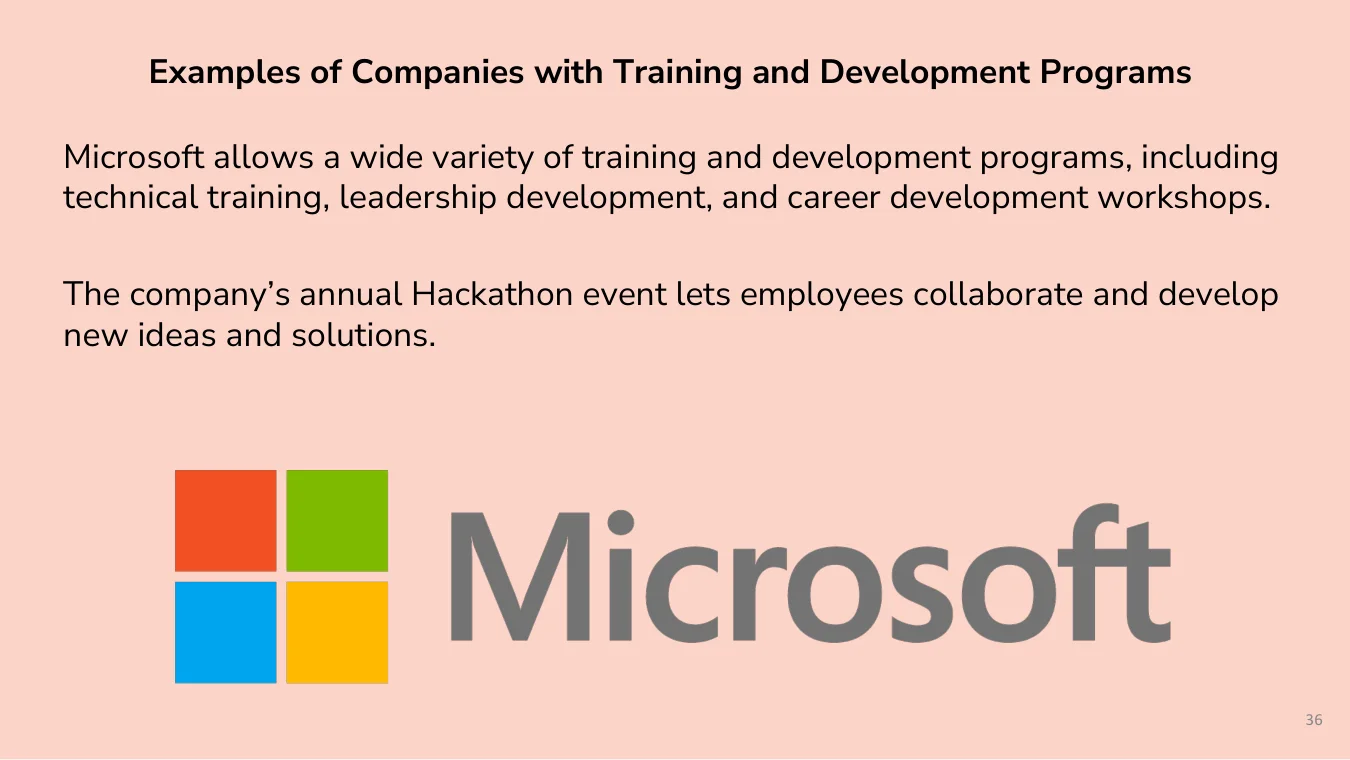 Examples of Companies with Training and Development Programs
Microsoft allows a wide variety of training and development programs, including
technical training, leadership development, and career development workshops.
The company’s annual Hackathon event lets employees collaborate and develop
new ideas and solutions.
Microsoft
36